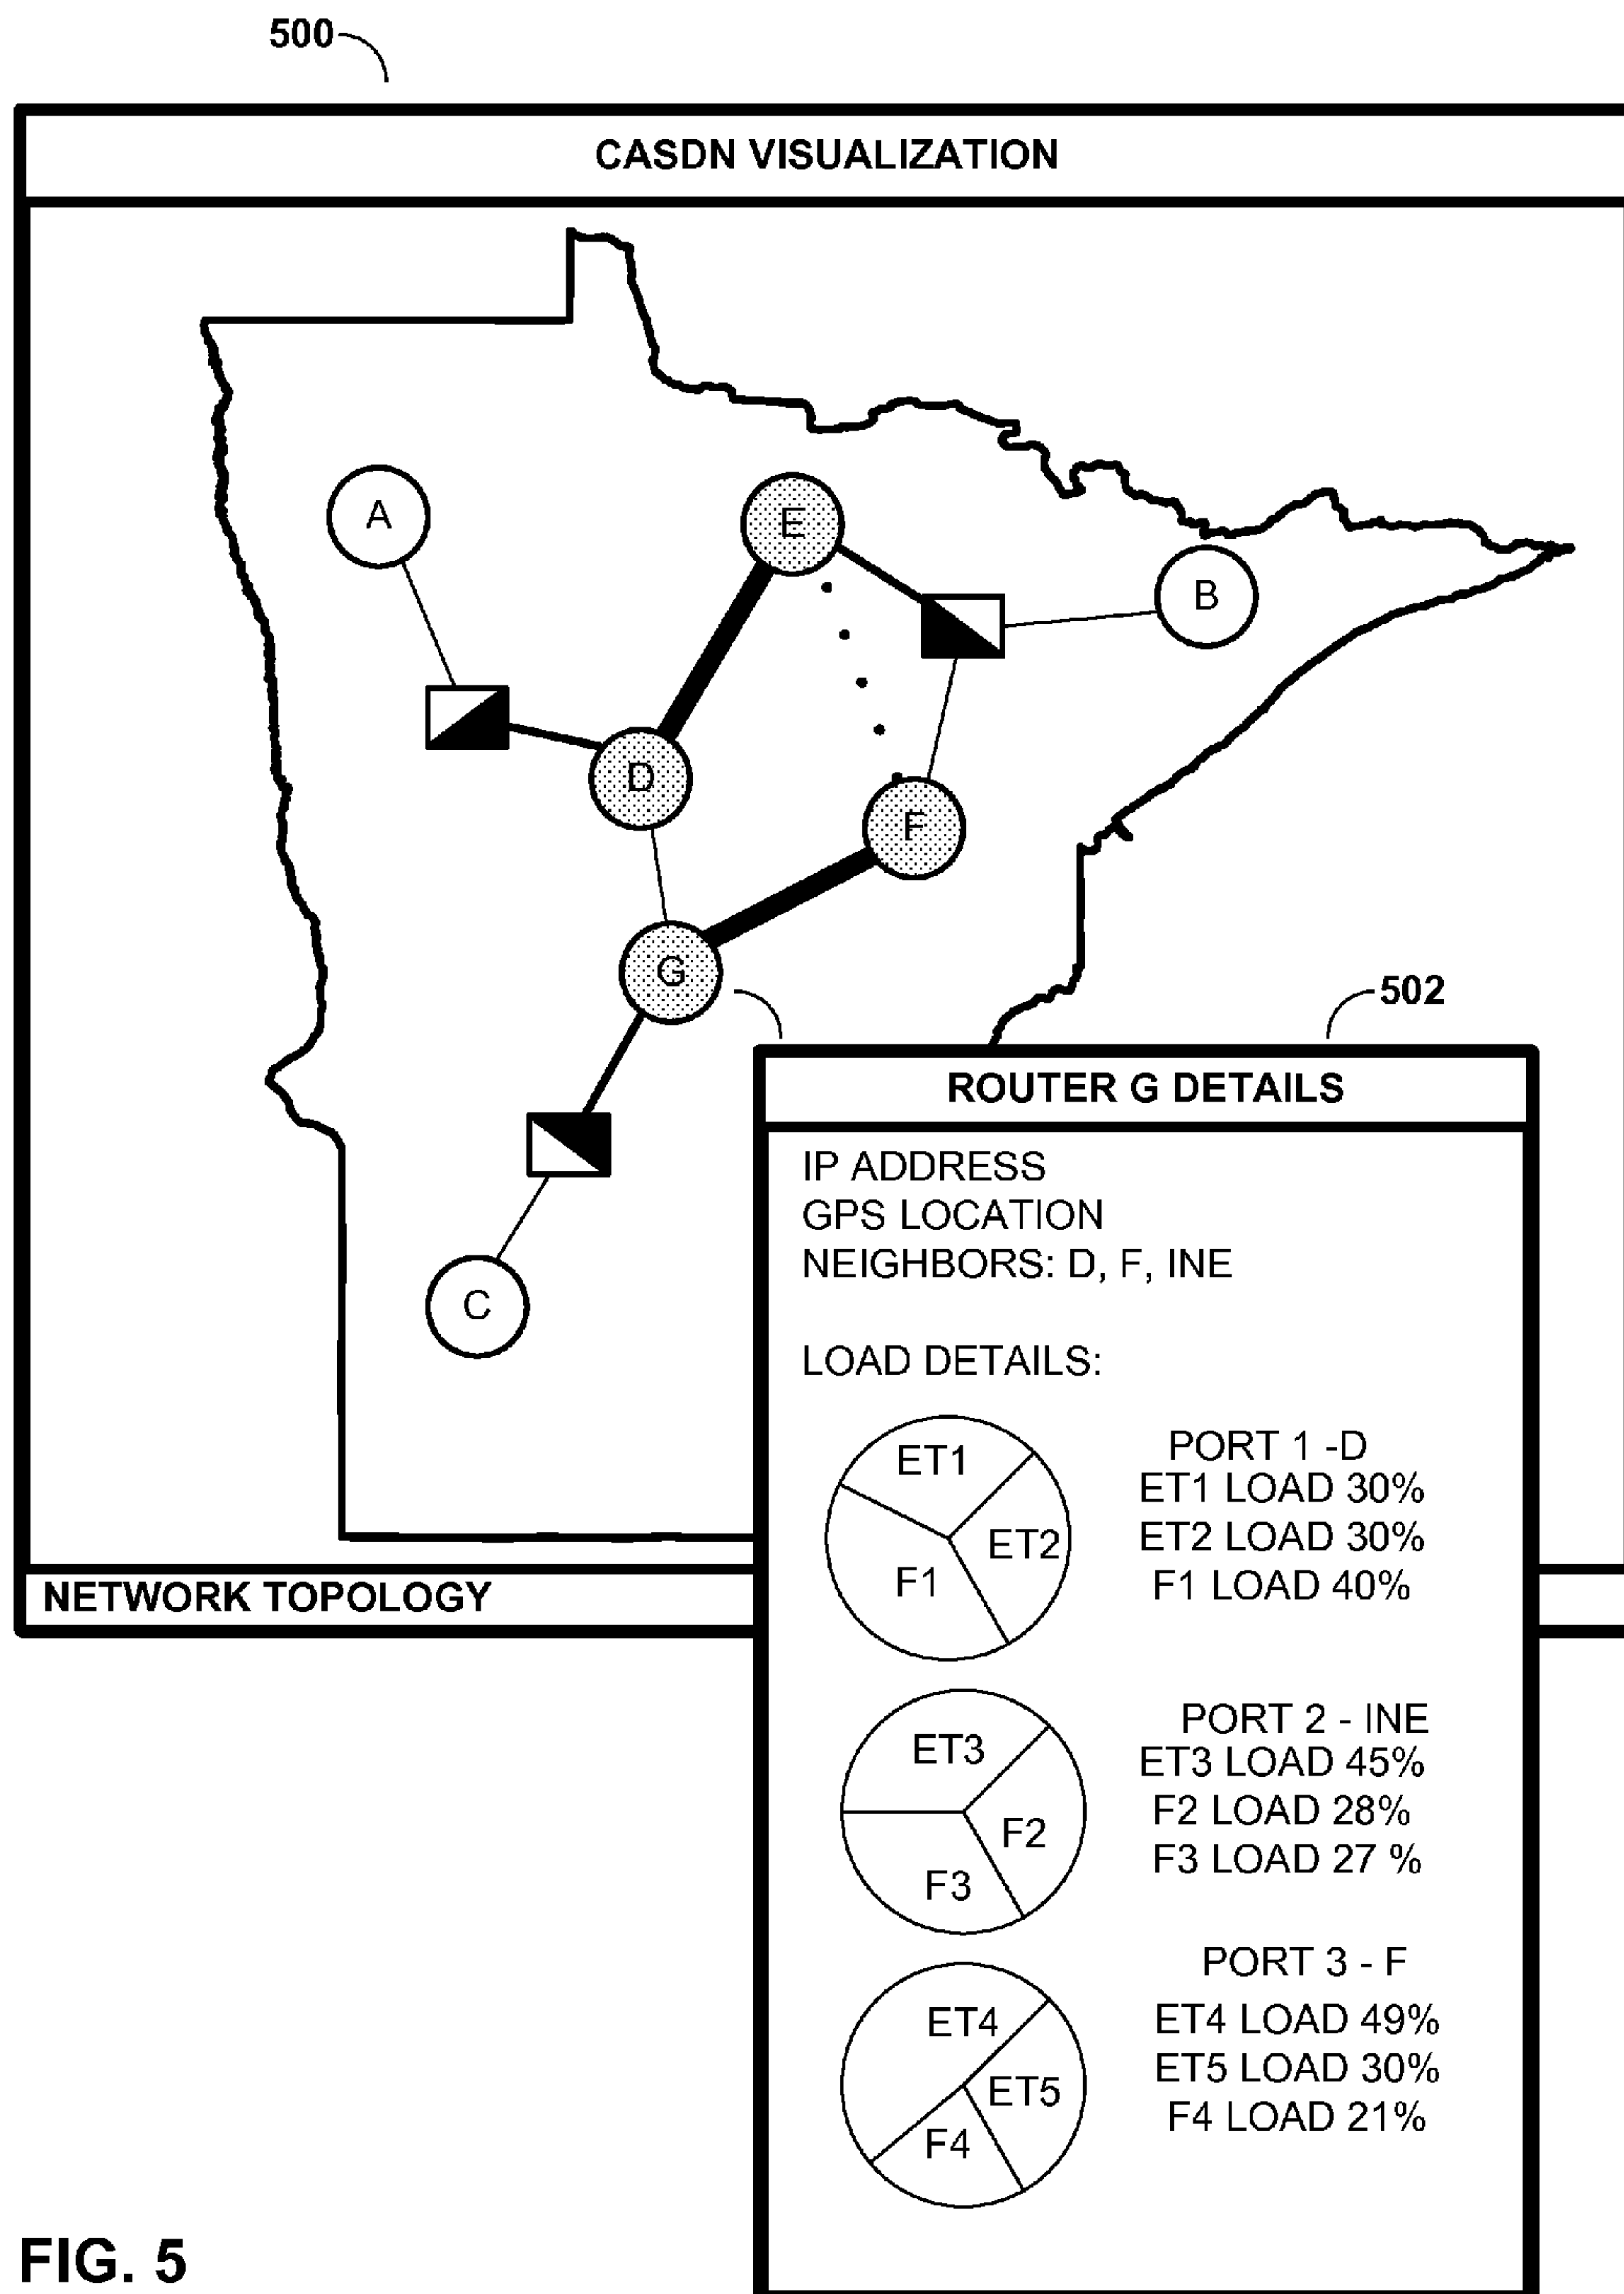 500
CASDN VISUALIZATION
A
E
B
D
F
G
502
C
ROUTER G DETAILS
IP ADDRESS
GPS LOCATION
NEIGHBORS: D, F, INE
LOAD DETAILS:
ET1
ET2
F1
PORT 1 -D
ET1 LOAD 30%
ET2 LOAD 30%
F1 LOAD 40%
NETWORK TOPOLOGY
ET3
F2
F3
PORT 2 - INE
ET3 LOAD 45%
F2 LOAD 28%
F3 LOAD 27 %
ET4
ET5
F4
PORT 3 - F
ET4 LOAD 49%
ET5 LOAD 30%
F4 LOAD 21%
FIG. 5